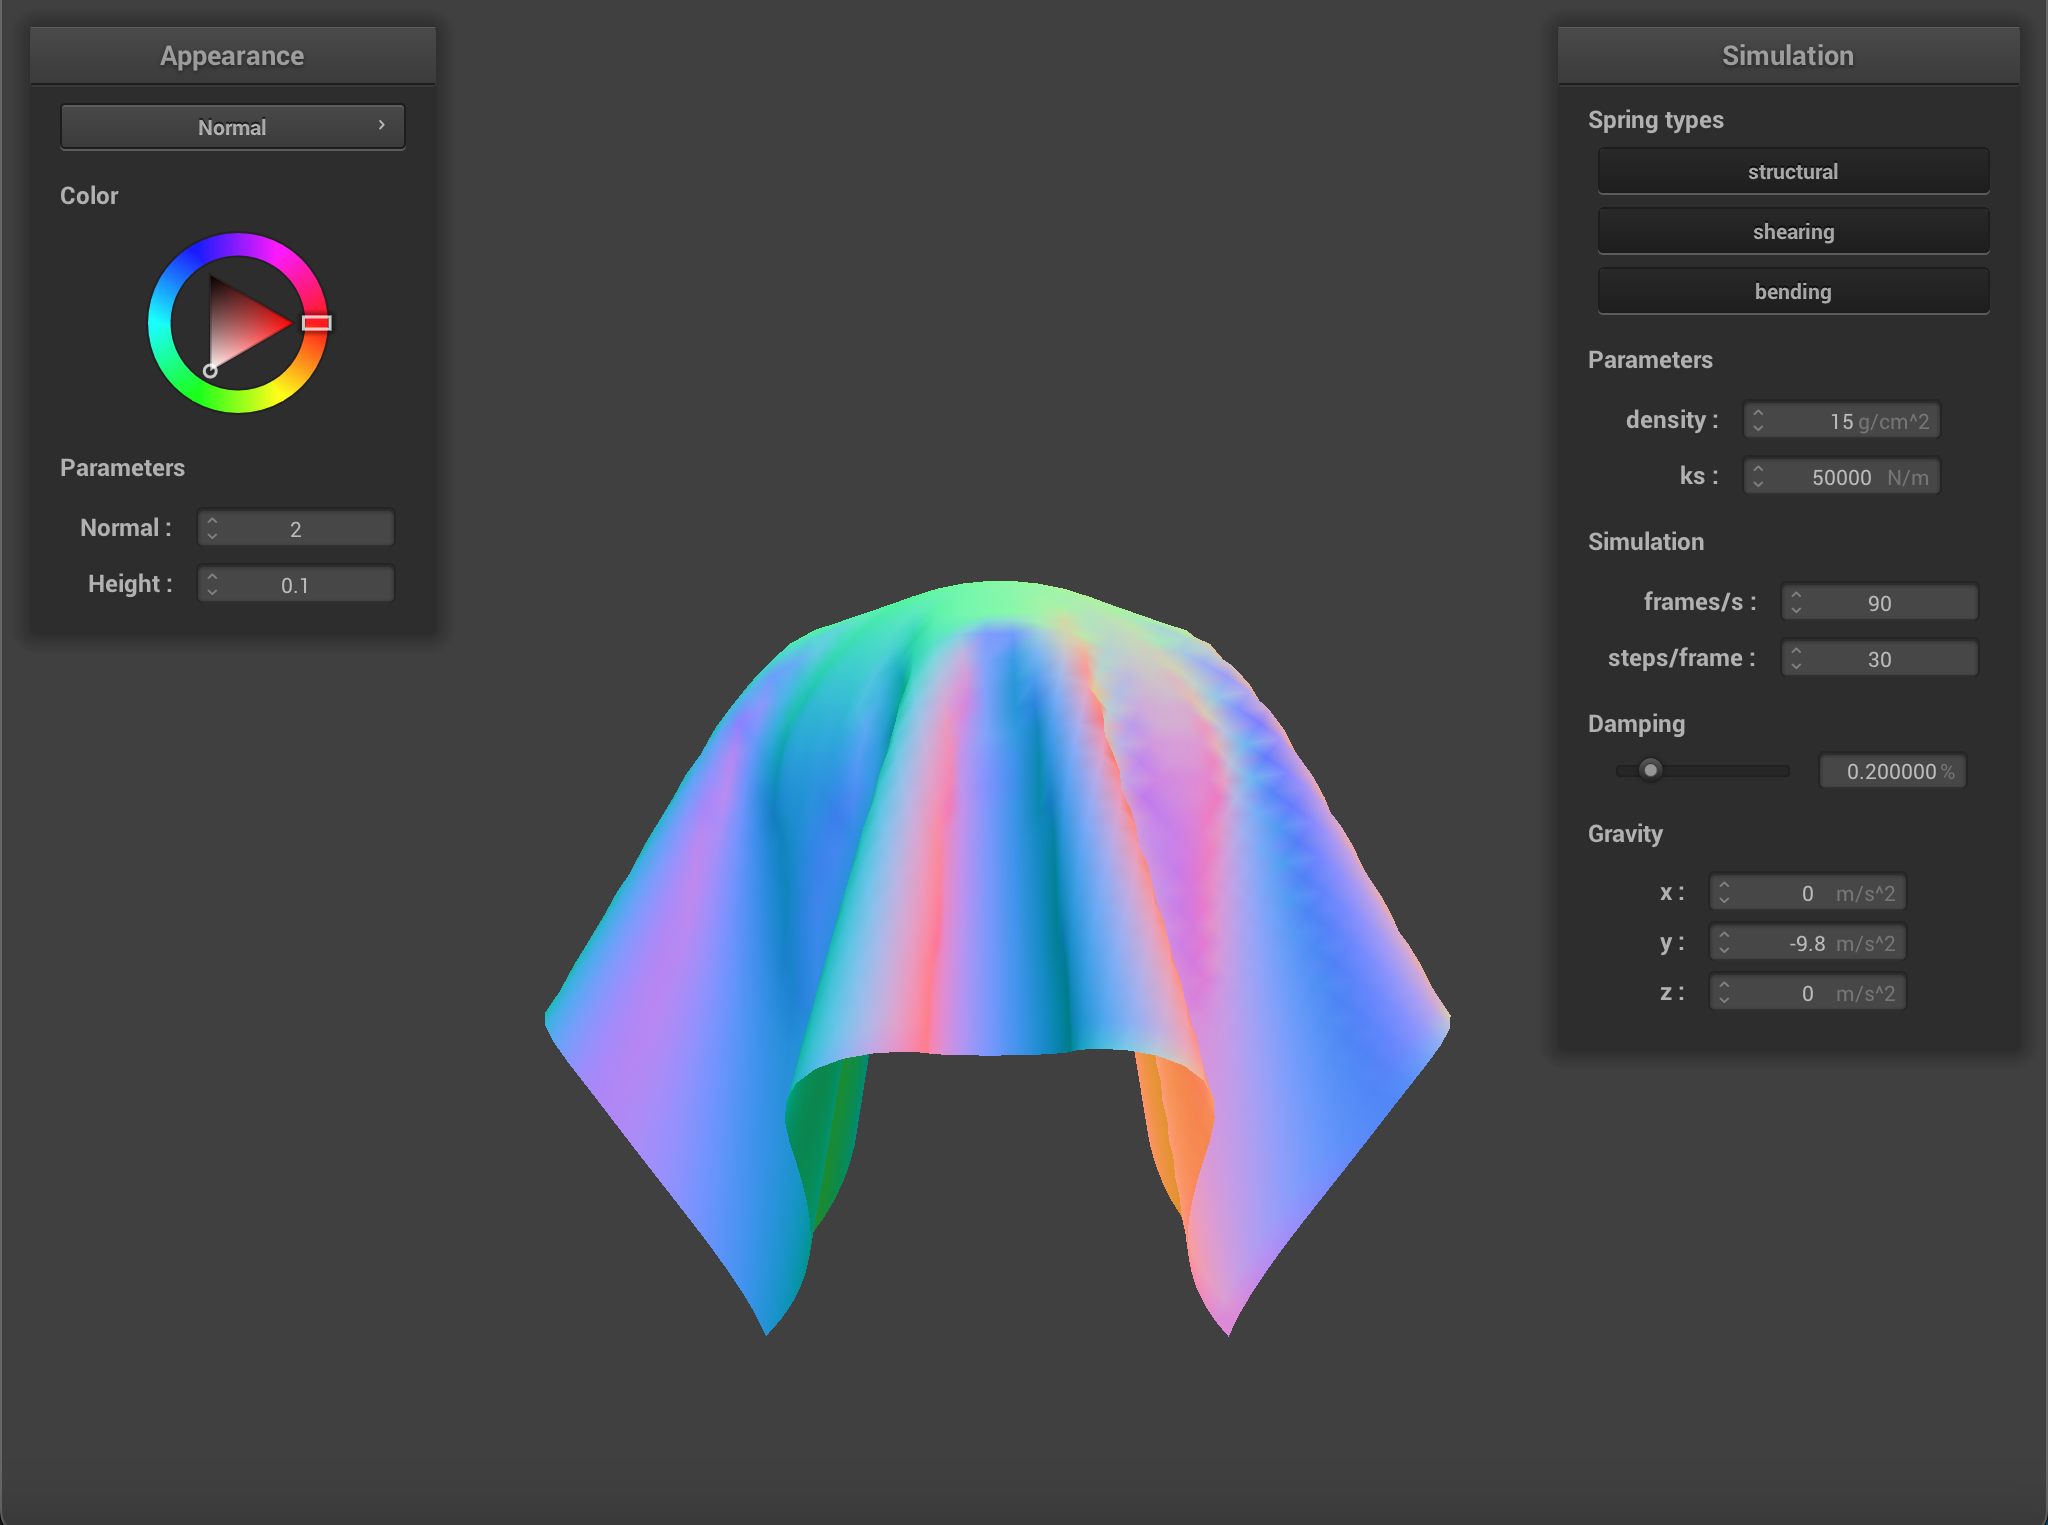 Appearance
Normal
Color
Parameters
Normal : 2
Height : 0.1
Simulation
Spring types
structural
shearing
bending
Parameters
density : 15 g/cm^2
ks : 50000 N/m
Simulation
frames/s : 90
steps/frame : 30
Damping
0.200000 %
Gravity
x : 0 m/s^2
y : -9.8 m/s^2
z : 0 m/s^2